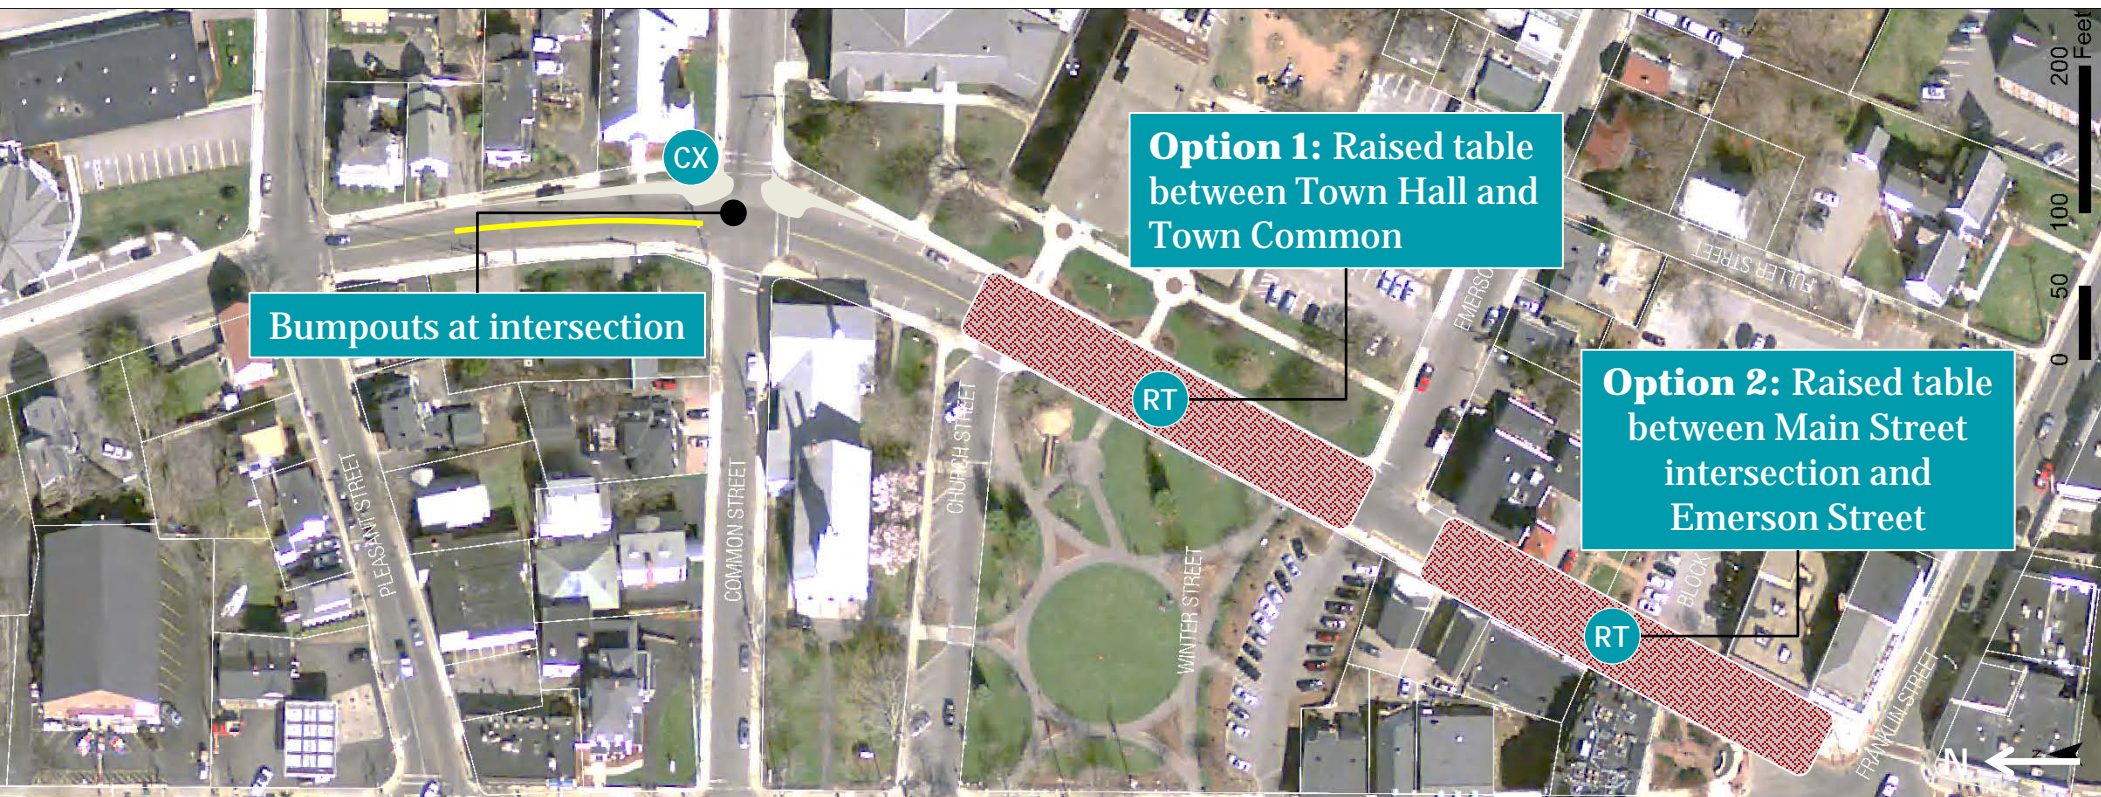 200
Feet
100
50
0
CX
Option 1: Raised table
between Town Hall and
Town Common
Bumpouts at intersection
RT
EMERSO
FULLER STREET
Option 2: Raised table
between Main Street
intersection and
Emerson Street
RT
PLEASANT STREET
COMMON STREET
CHURCH STREET
WINTER STREET
BLOCK
FRANKLIN STREET
N
N